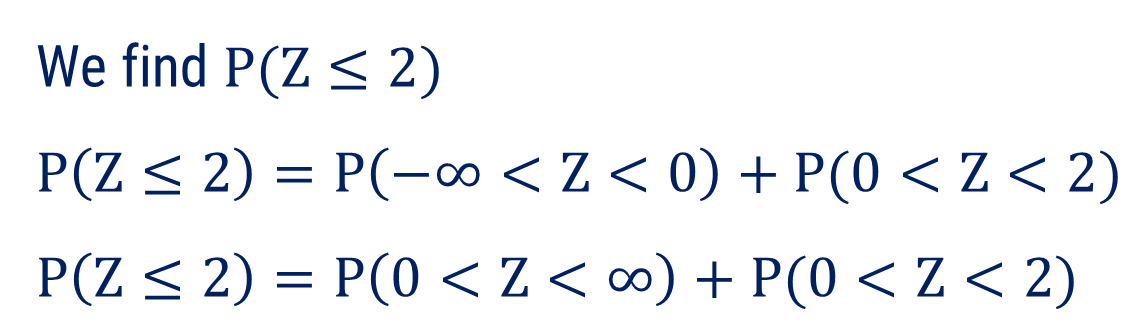 We find P(Z ≤ 2)
P(Z ≤ 2) = P(−∞ < Z < 0) + P(0 < Z < 2)
P(Z ≤ 2) = P(0 < Z < ∞) + P(0 < Z < 2)